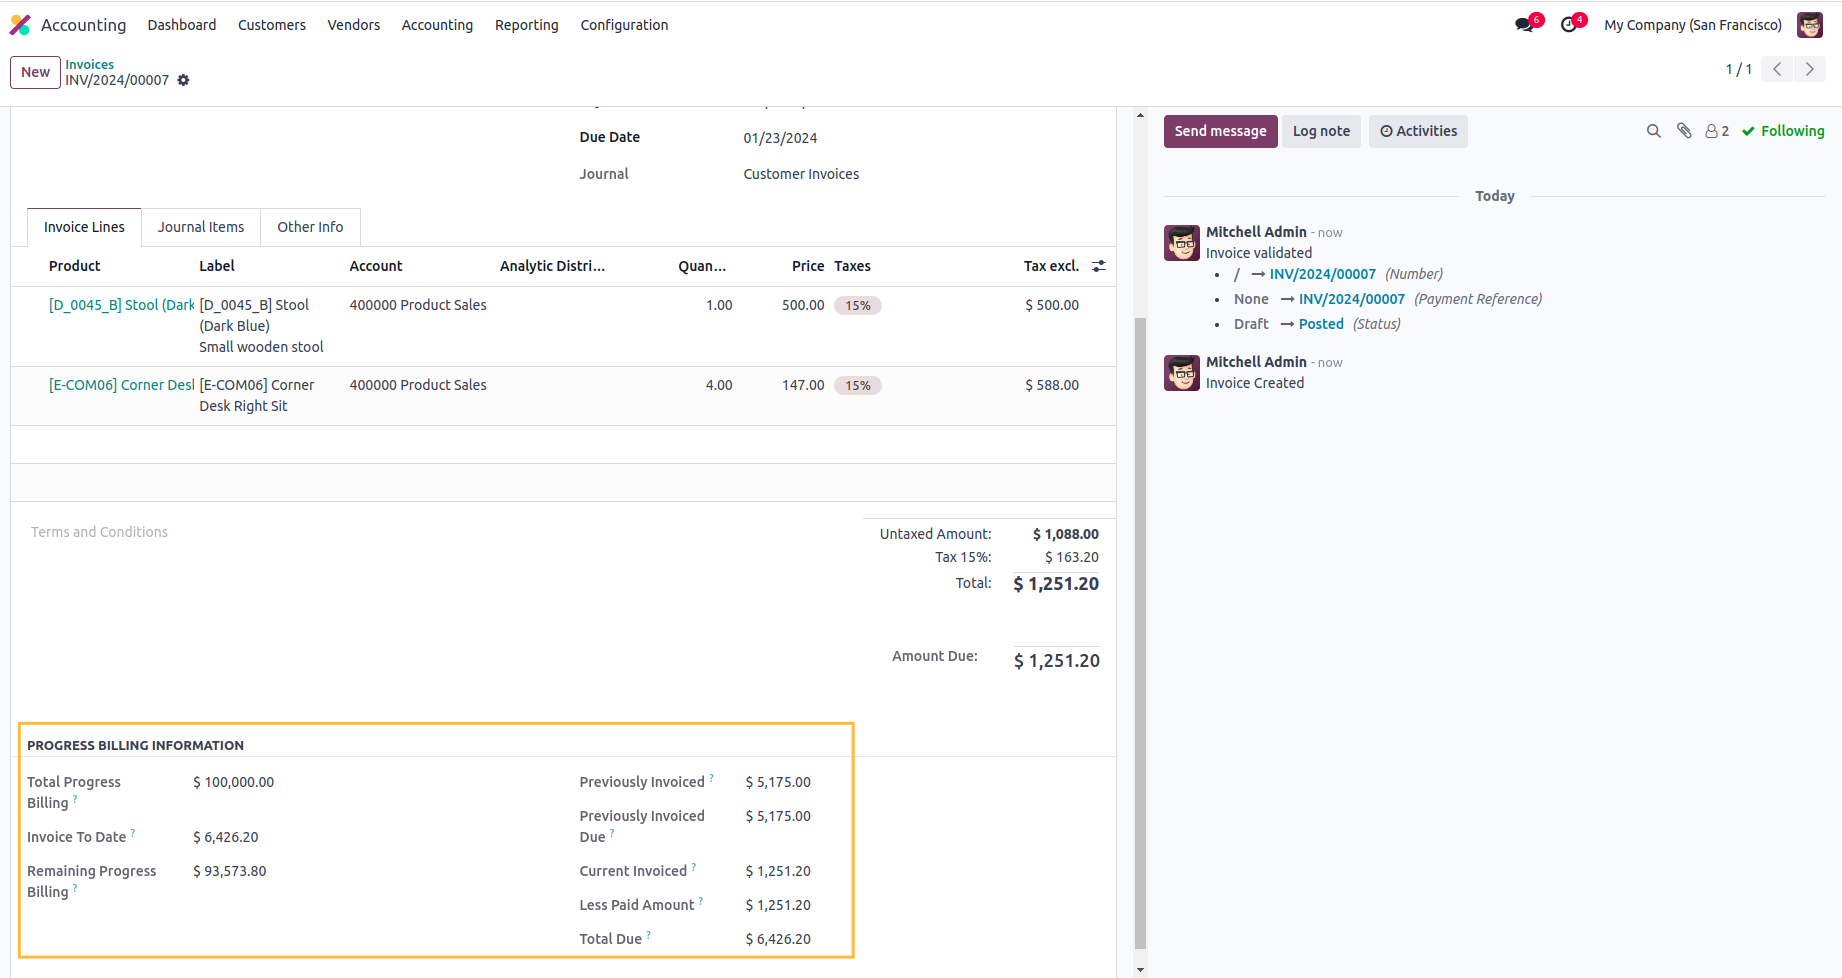 Accounting Dashboard Customers Vendors Accounting Reporting Configuration 6 4 My Company (San Francisco)
New Invoices
INV/2024/00007
1 / 1
Due Date 01/23/2024
Journal Customer Invoices
Invoice Lines Journal Items Other Info
Product Label Account Analytic Distri... Quan... Price Taxes Tax excl.
[D_0045_B] Stool (Dark [D_0045_B] Stool 400000 Product Sales 1.00 500.00 15% $ 500.00
(Dark Blue)
Small wooden stool
[E-COM06] Corner Desk [E-COM06] Corner 400000 Product Sales 4.00 147.00 15% $ 588.00
Desk Right Sit
Terms and Conditions
Untaxed Amount: $ 1,088.00
Tax 15%: $ 163.20
Total: $ 1,251.20
Amount Due: $ 1,251.20
PROGRESS BILLING INFORMATION
Total Progress Billing ? $ 100,000.00
Invoice To Date ? $ 6,426.20
Remaining Progress Billing ? $ 93,573.80
Previously Invoiced ? $ 5,175.00
Previously Invoiced Due ? $ 5,175.00
Current Invoiced ? $ 1,251.20
Less Paid Amount ? $ 1,251.20
Total Due ? $ 6,426.20
Send message Log note Activities 2 Following
Today
Mitchell Admin - now
Invoice validated
• / → INV/2024/00007 (Number)
• None → INV/2024/00007 (Payment Reference)
• Draft → Posted (Status)
Mitchell Admin - now
Invoice Created